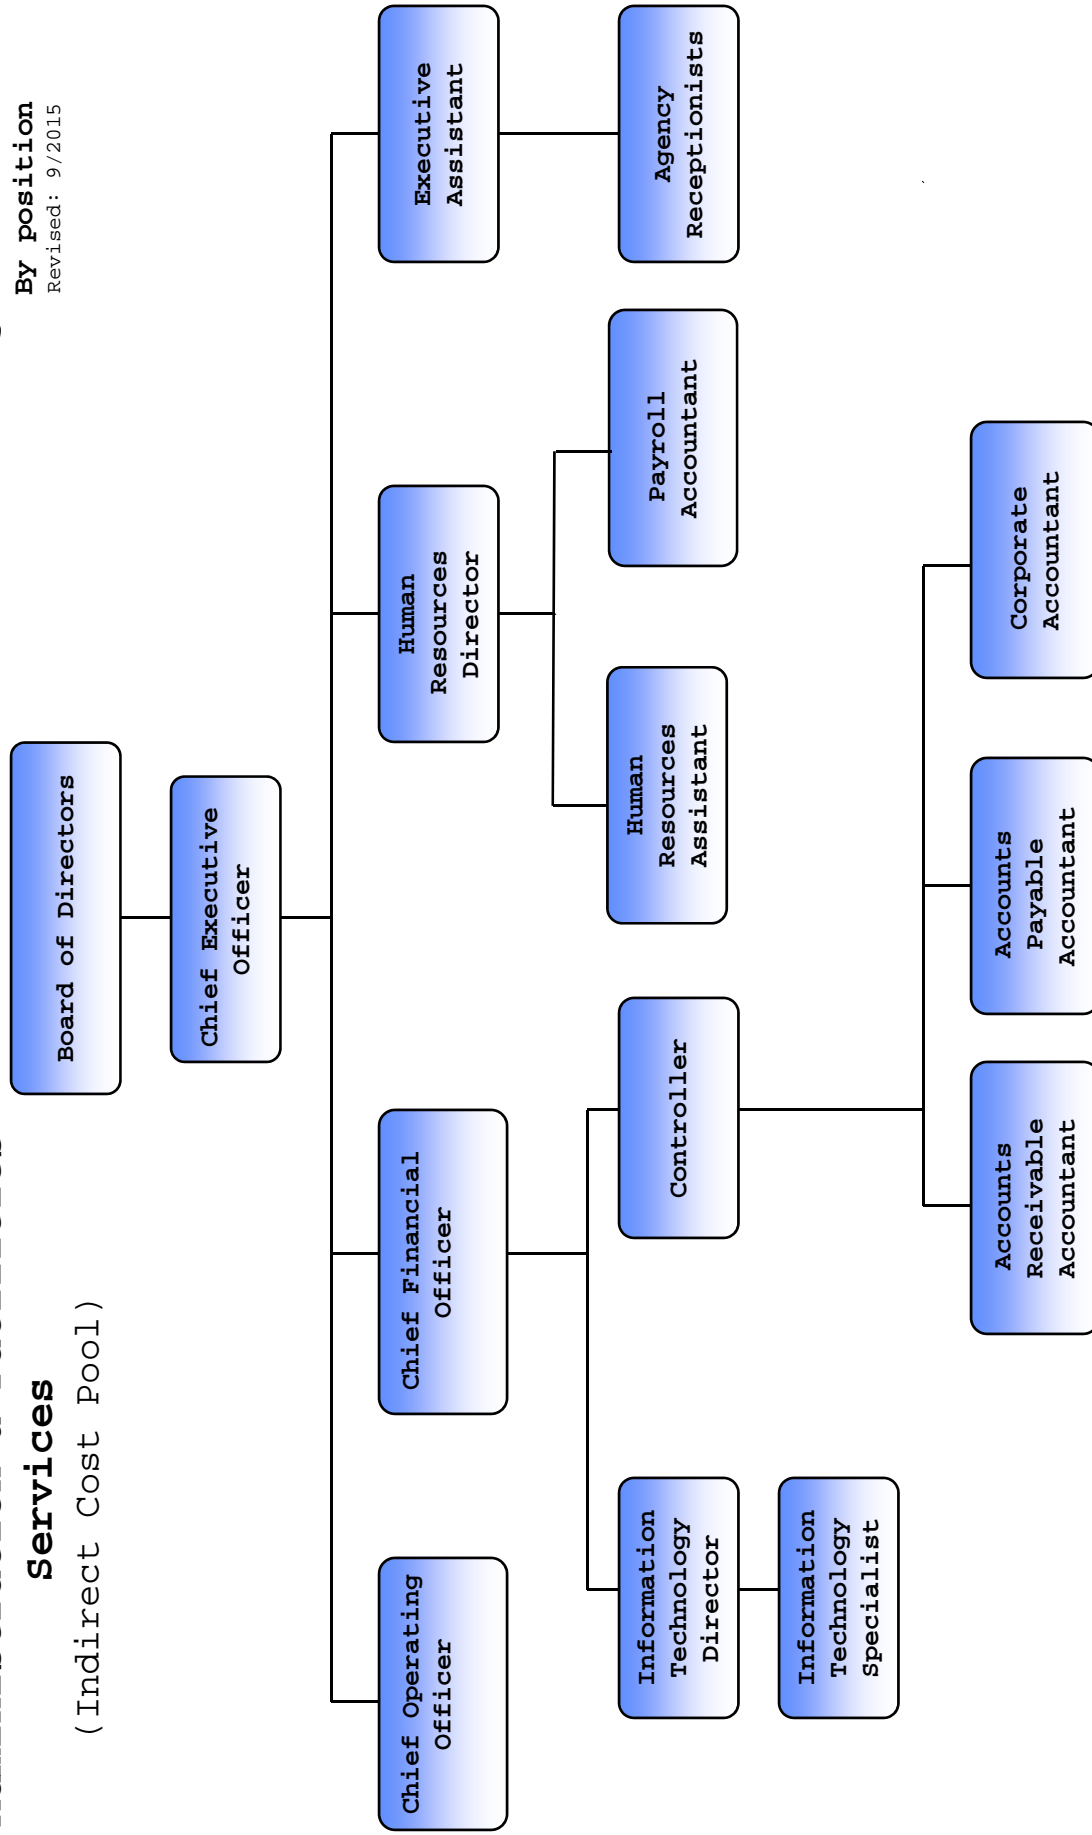 Services
(Indirect Cost Pool)
By position
Revised: 9/2015
Board of Directors
Chief Executive
Officer
Chief Operating
Officer
Chief Financial
Officer
Human
Resources
Director
Executive
Assistant
Information
Technology
Director
Controller
Human
Resources
Assistant
Payroll
Accountant
Agency
Receptionists
Information
Technology
Specialist
Accounts
Receivable
Accountant
Accounts
Payable
Accountant
Corporate
Accountant